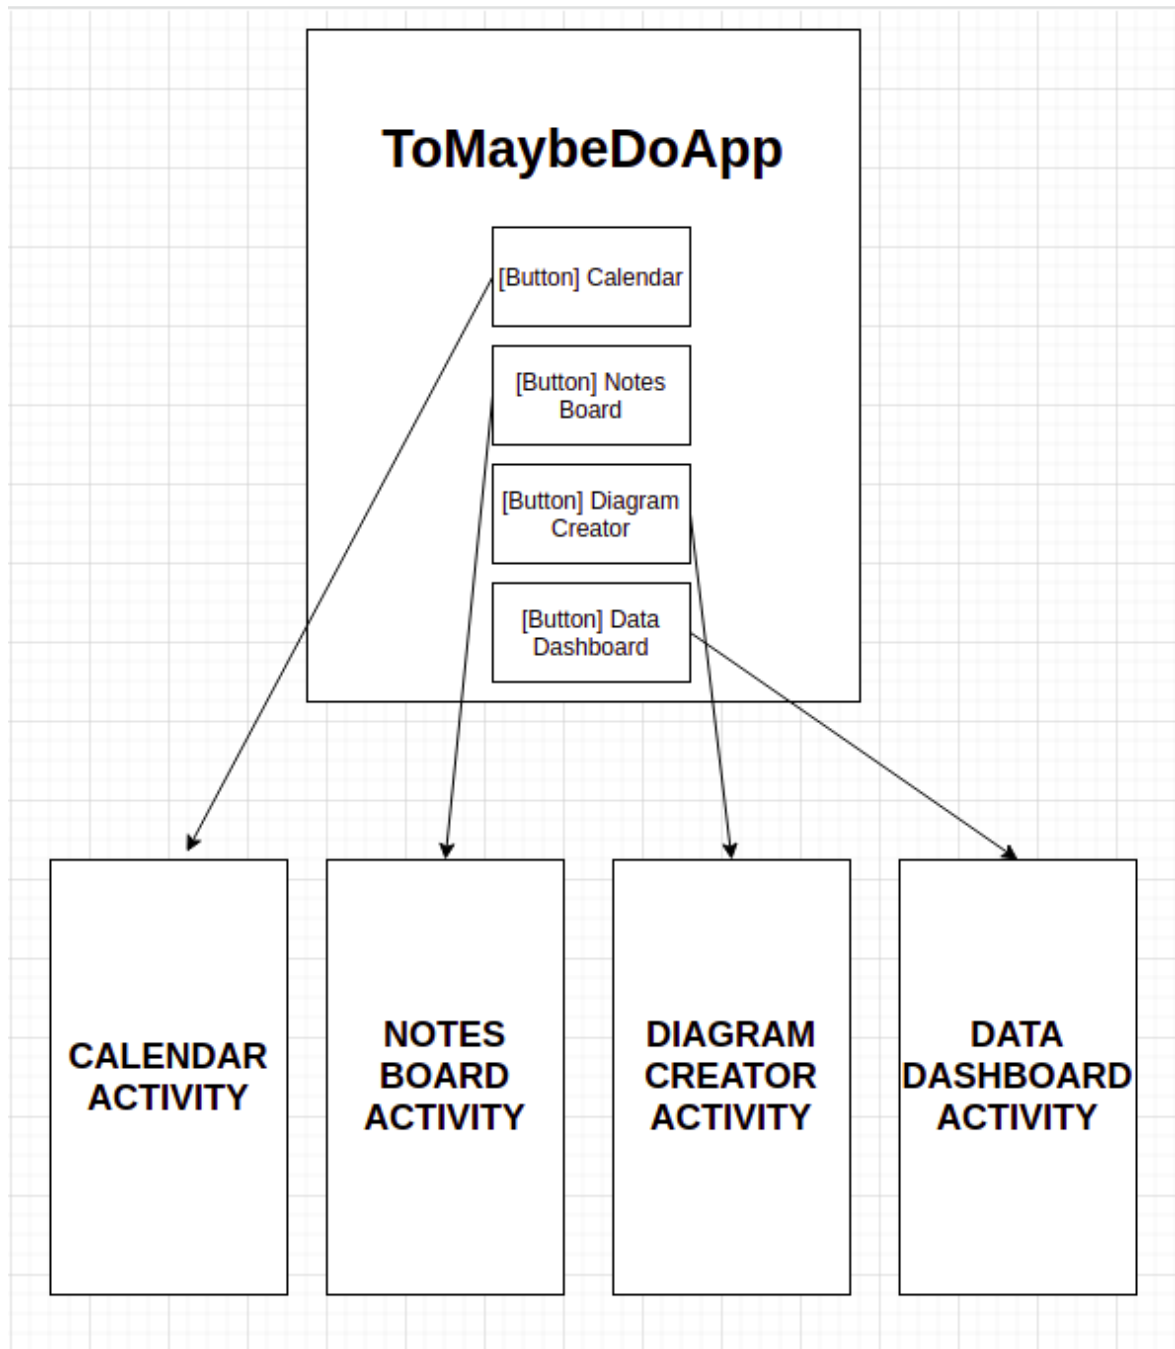 ToMaybeDoApp
[Button] Calendar
[Button] Notes
Board
[Button] Diagram
Creator
[Button] Data
Dashboard
CALENDAR
ACTIVITY
NOTES
BOARD
ACTIVITY
DIAGRAM
CREATOR
ACTIVITY
DATA
DASHBOARD
ACTIVITY